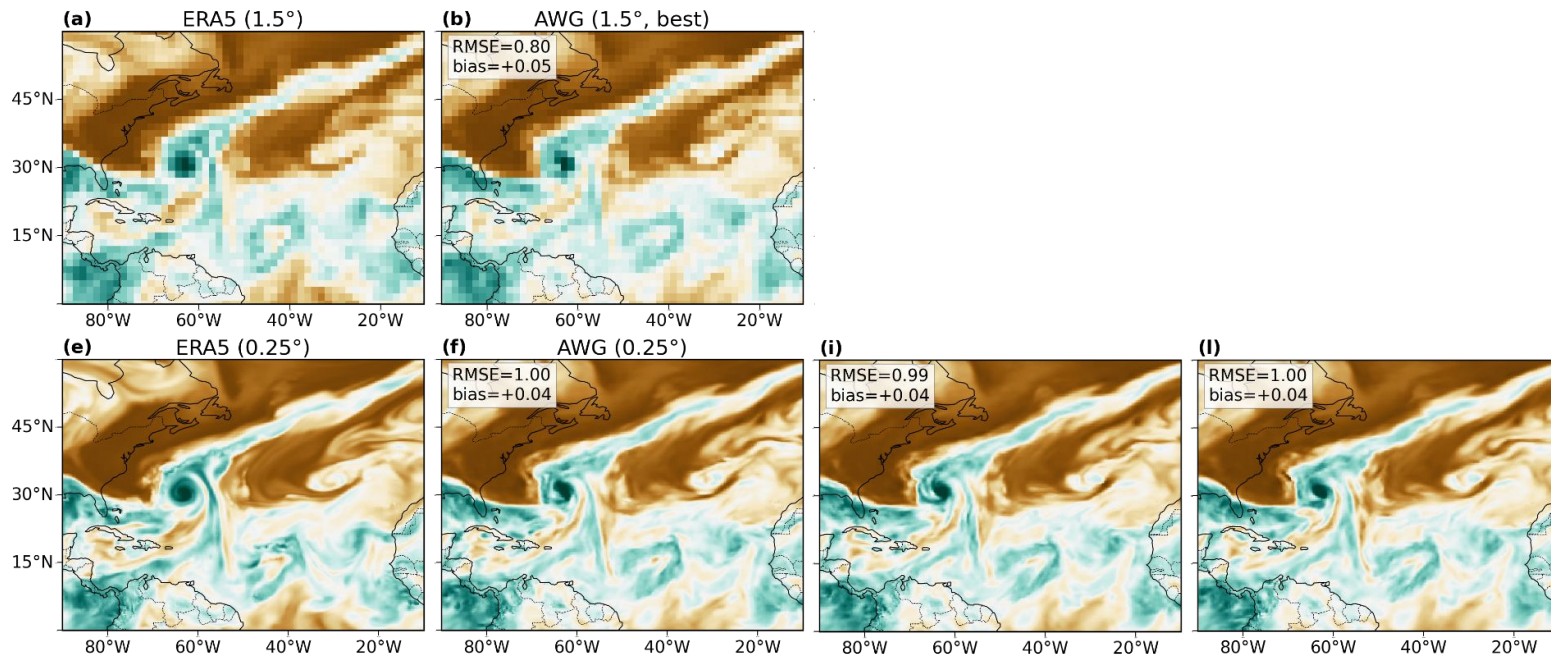 (a) ERA5 (1.5°)
(b) AWG (1.5°, best)
RMSE=0.80
bias=+0.05
45°N
30°N
15°N
80°W 60°W 40°W 20°W
80°W 60°W 40°W 20°W
(e) ERA5 (0.25°)
(f) AWG (0.25°)
(i)
(l)
RMSE=1.00
bias=+0.04
RMSE=0.99
bias=+0.04
RMSE=1.00
bias=+0.04
45°N
30°N
15°N
80°W 60°W 40°W 20°W
80°W 60°W 40°W 20°W
80°W 60°W 40°W 20°W
80°W 60°W 40°W 20°W